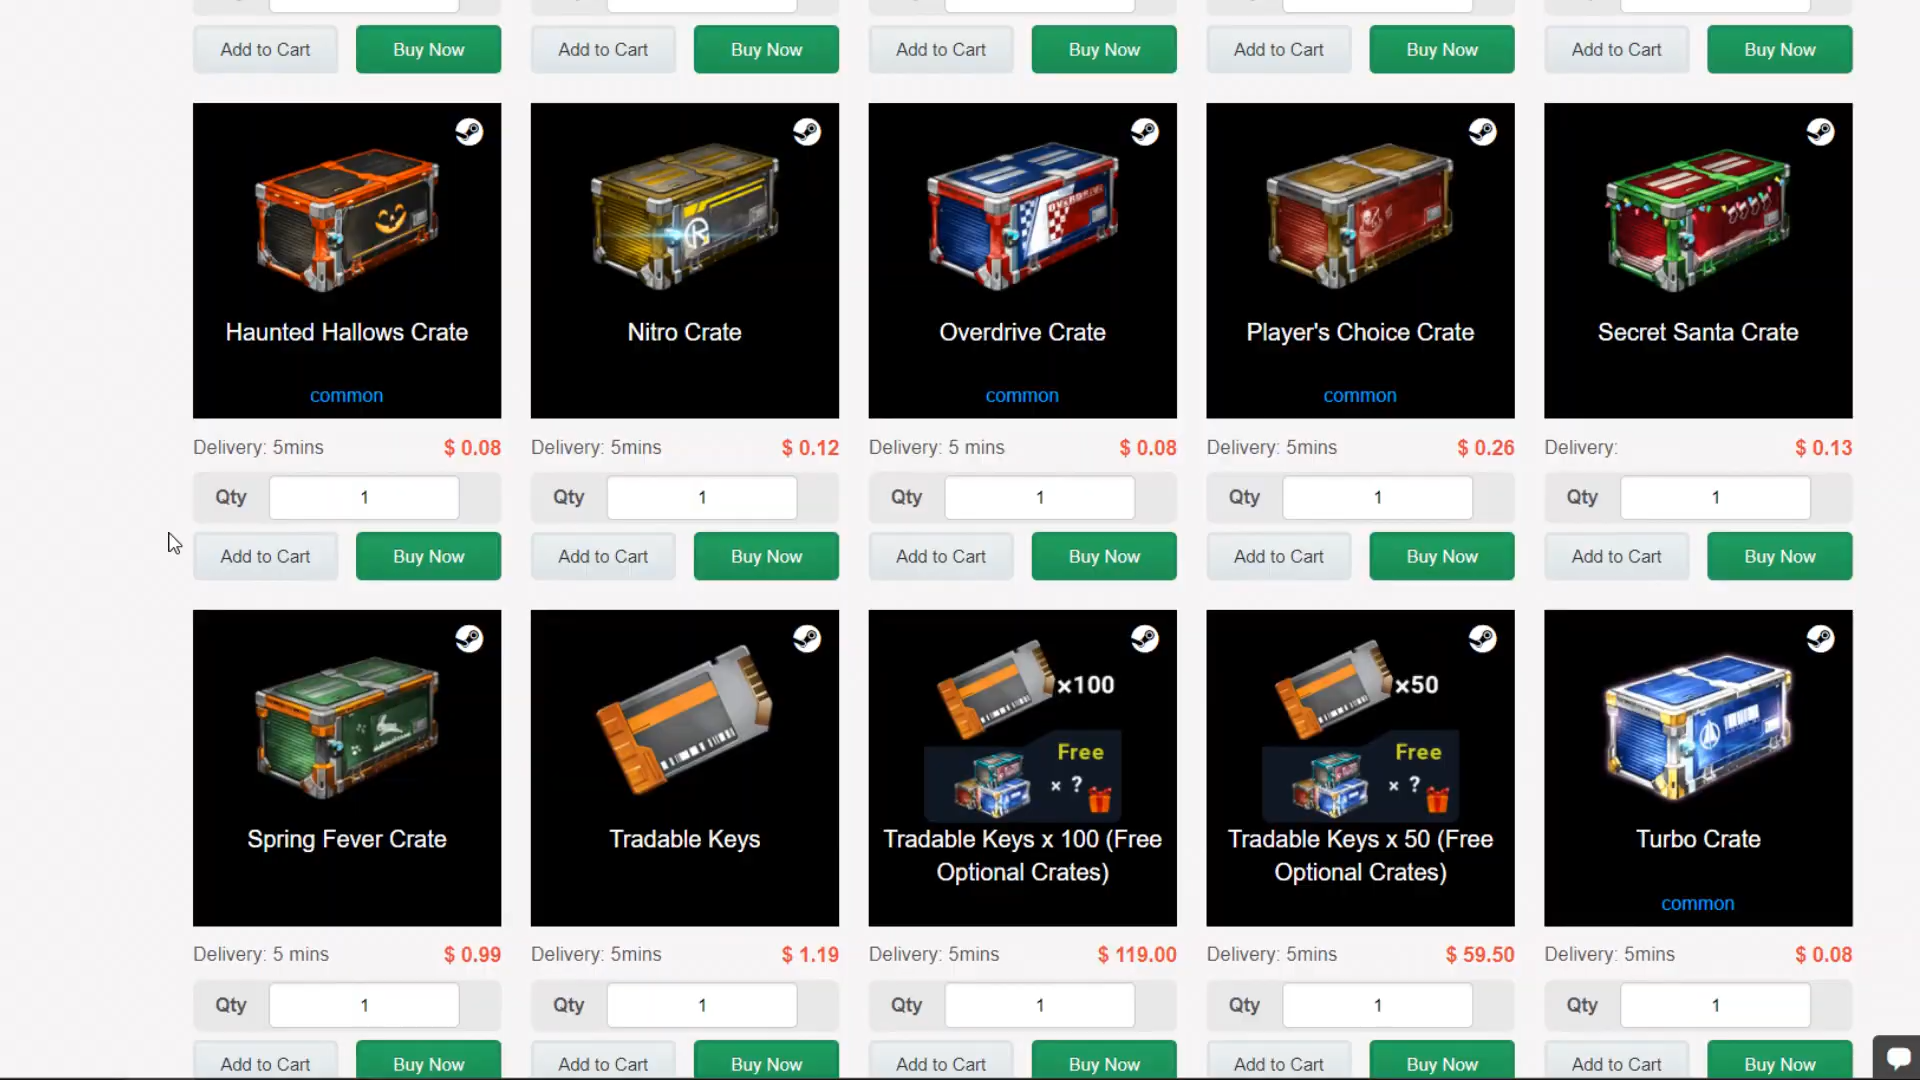 Add to Cart Buy Now Add to Cart Buy Now Add to Cart Buy Now Add to Cart Buy Now Add to Cart Buy Now
Haunted Hallows Crate
common
Delivery: 5mins $ 0.08
Qty 1
Add to Cart Buy Now
R
Nitro Crate
Delivery: 5mins $ 0.12
Qty 1
Add to Cart Buy Now
OVERDRIVE
Overdrive Crate
common
Delivery: 5 mins $ 0.08
Qty 1
Add to Cart Buy Now
Player's Choice Crate
common
Delivery: 5mins $ 0.26
Qty 1
Add to Cart Buy Now
Secret Santa Crate
Delivery: $ 0.13
Qty 1
Add to Cart Buy Now
Spring Fever Crate
Delivery: 5 mins $ 0.99
Qty 1
Add to Cart Buy Now
Tradable Keys
Delivery: 5mins $ 1.19
Qty 1
Add to Cart Buy Now
×100
Free
× ?
Tradable Keys x 100 (Free
Optional Crates)
Delivery: 5mins $ 119.00
Qty 1
Add to Cart Buy Now
×50
Free
× ?
Tradable Keys x 50 (Free
Optional Crates)
Delivery: 5mins $ 59.50
Qty 1
Add to Cart Buy Now
Turbo Crate
common
Delivery: 5mins $ 0.08
Qty 1
Add to Cart Buy Now